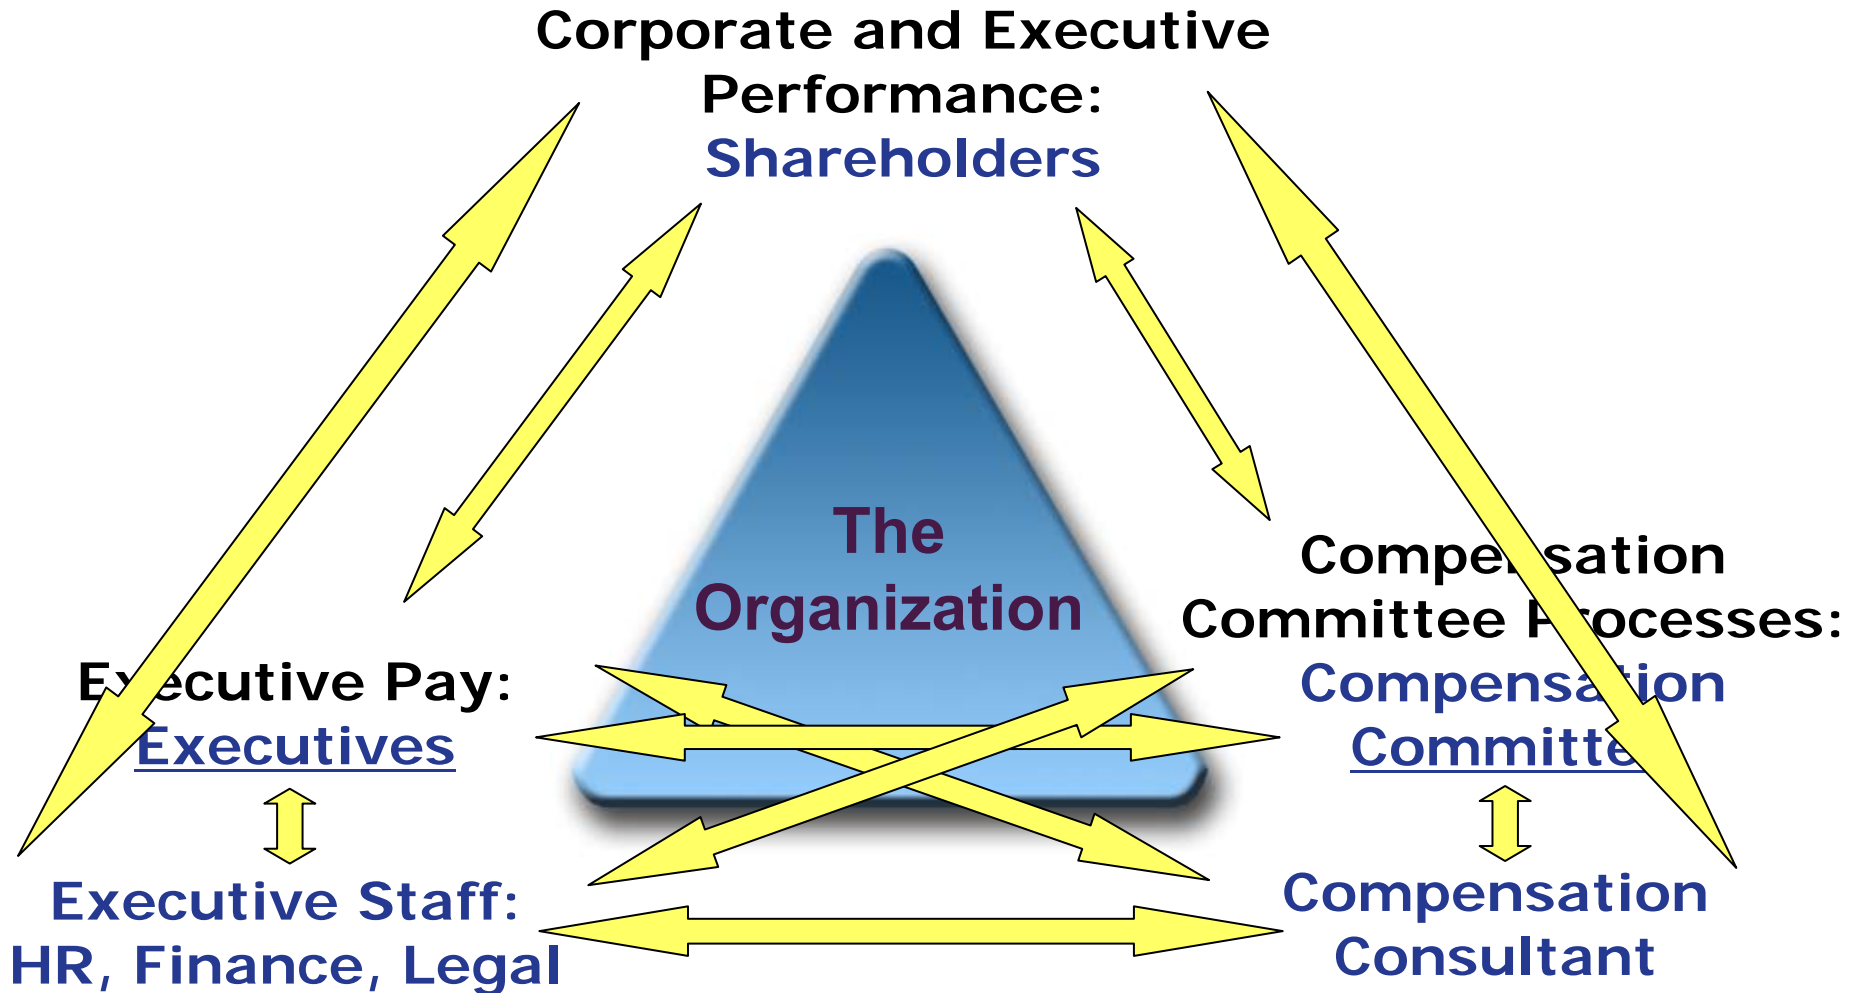 Corporate and Executive
Performance:
Shareholders
The
Organization
Compensation
Committee Processes:
Compensation
Committee
Executive Pay:
Executives
Executive Staff:
HR, Finance, Legal
Compensation
Consultant